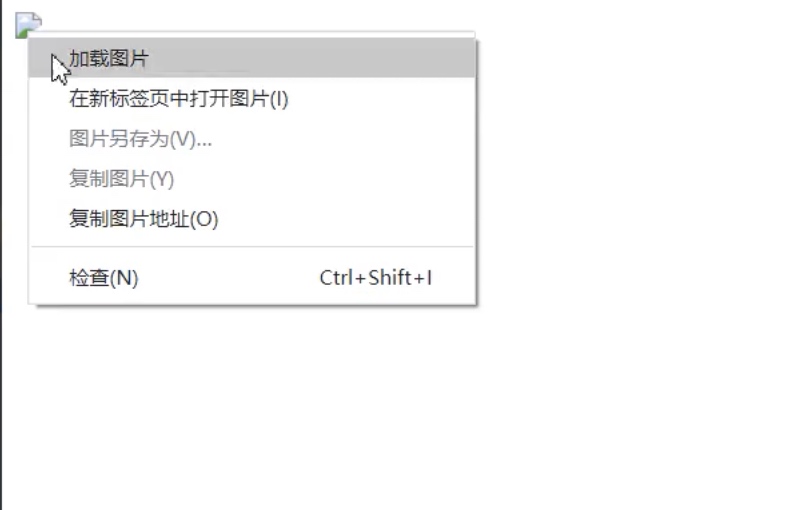 加载图片
在新标签页中打开图片(I)
图片另存为(V)...
复制图片(Y)
复制图片地址(O)
检查(N) Ctrl+Shift+I